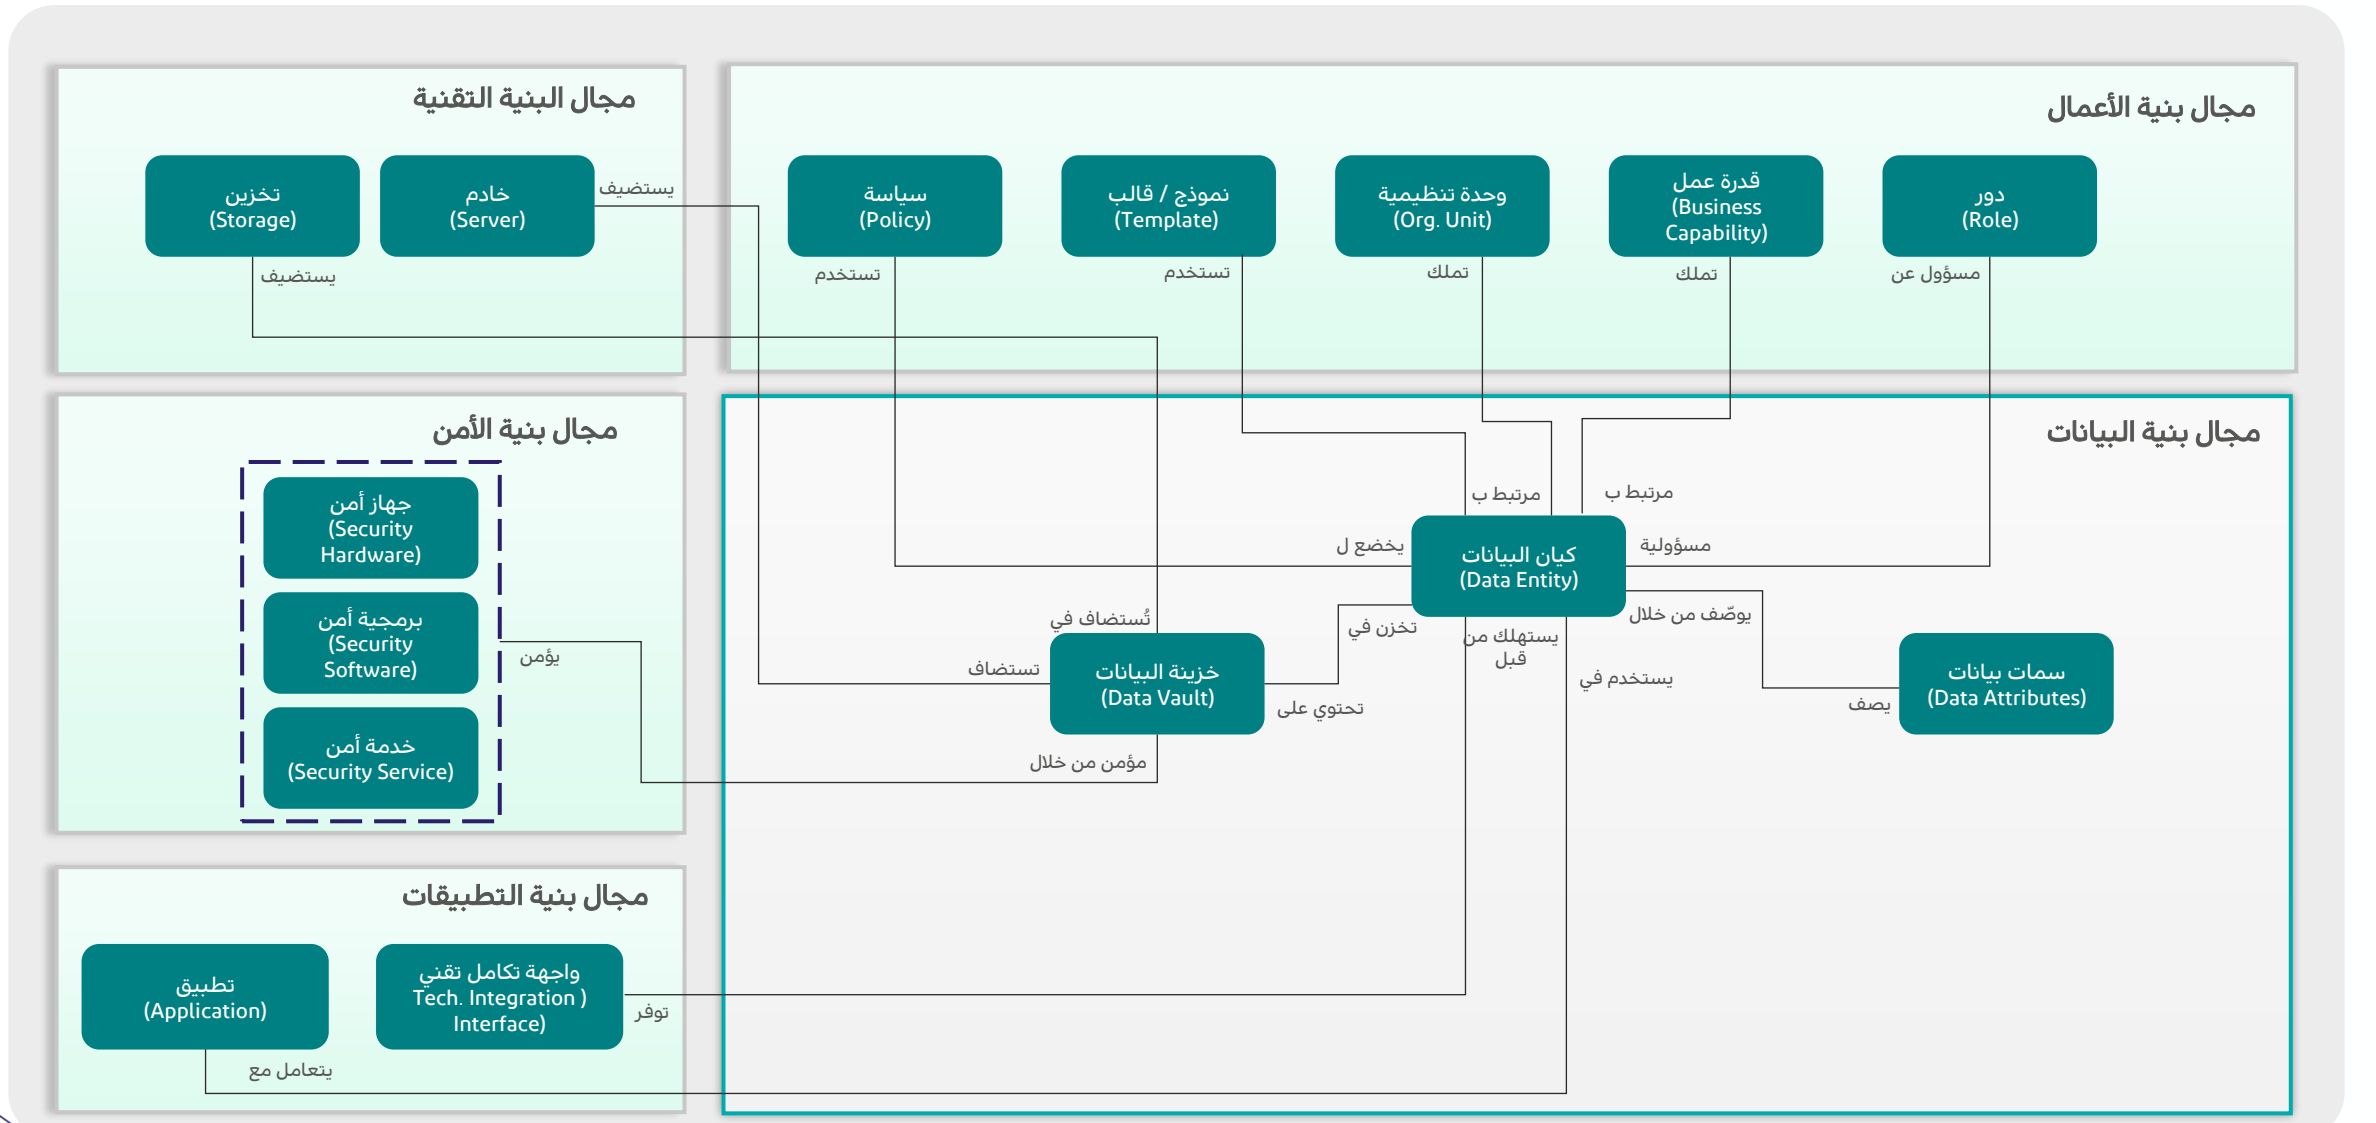 مجال بنية الأعمال
دور
(Role)
مسؤول عن
قدرة عمل
(Business
Capability)
تملك
وحدة تنظيمية
(Org. Unit)
تملك
نموذج / قالب
(Template)
تستخدم
سياسة
(Policy)
تستخدم
مجال البنية التقنية
خادم
(Server)
يستضيف
تخزين
(Storage)
يستضيف
مجال بنية البيانات
مرتبط ب
مرتبط ب
كيان البيانات
(Data Entity)
مسؤولية
يخضع ل
يوصّف من خلال
يستهلك من
قبل
يستخدم في
تخزن في
سمات بيانات
(Data Attributes)
يصف
تُستضاف في
خزينة البيانات
(Data Vault)
تستضاف
تحتوي على
مؤمن من خلال
مجال بنية الأمن
جهاز أمن
(Security
Hardware)
برمجية أمن
(Security
Software)
خدمة أمن
(Security Service)
يؤمن
مجال بنية التطبيقات
واجهة تكامل تقني
Tech. Integration )
Interface)
توفر
تطبيق
(Application)
يتعامل مع